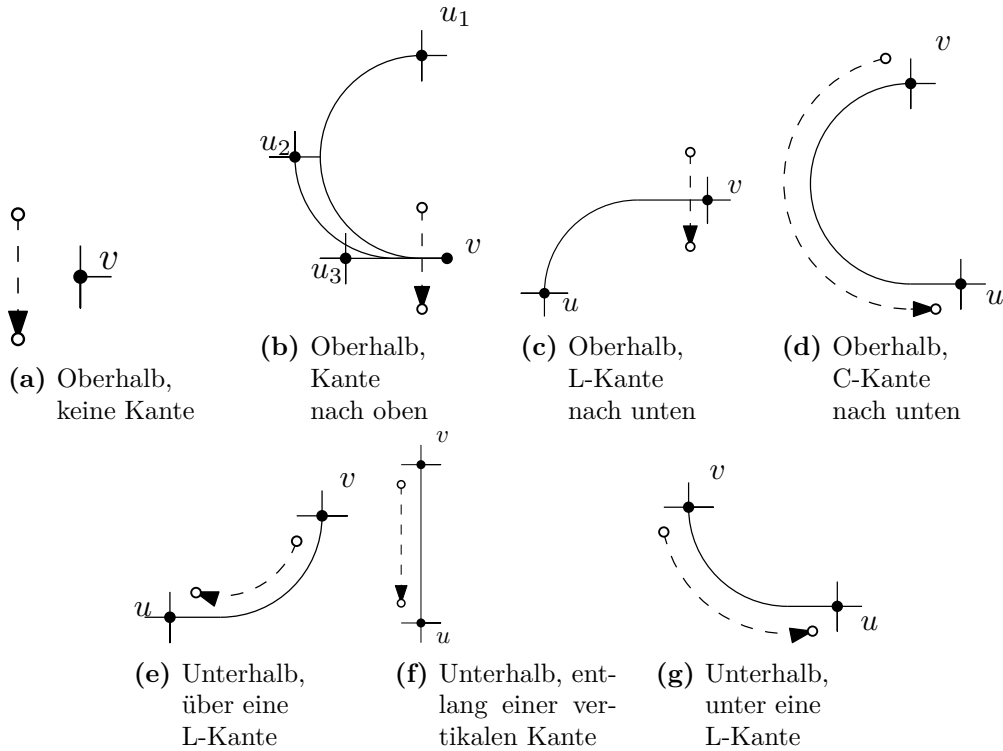 v
(a) Oberhalb,
keine Kante
u₁
u₂
u₃
v
(b) Oberhalb,
Kante
nach oben
v
u
(c) Oberhalb,
L-Kante
nach unten
v
u
(d) Oberhalb,
C-Kante
nach unten
v
u
(e) Unterhalb,
über eine
L-Kante
v
u
(f) Unterhalb, ent-
lang einer ver-
tikalen Kante
v
u
(g) Unterhalb,
unter eine
L-Kante